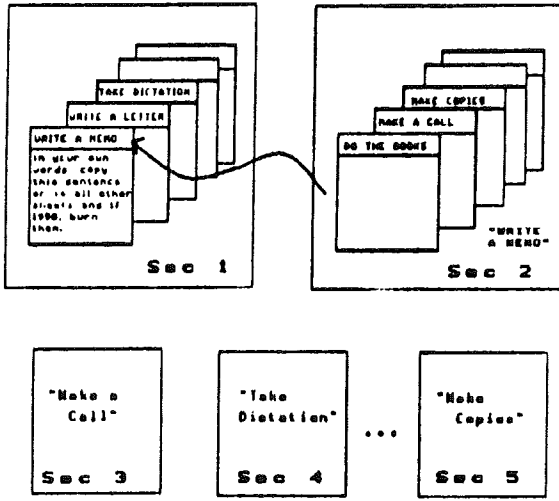 TAKE DICTATION
WRITE A LETTER
WRITE A MEMO
In your own
words copy
this sentence
or in all other
sheets and if
1990, burn
them.
Sec 1
MAKE COPIES
MAKE A CALL
DO THE BOOKS
"WRITE
A MEMO"
Sec 2
"Make a
Call"
Sec 3
"Take
Dictation"
Sec 4
...
"Make
Copies"
Sec 5